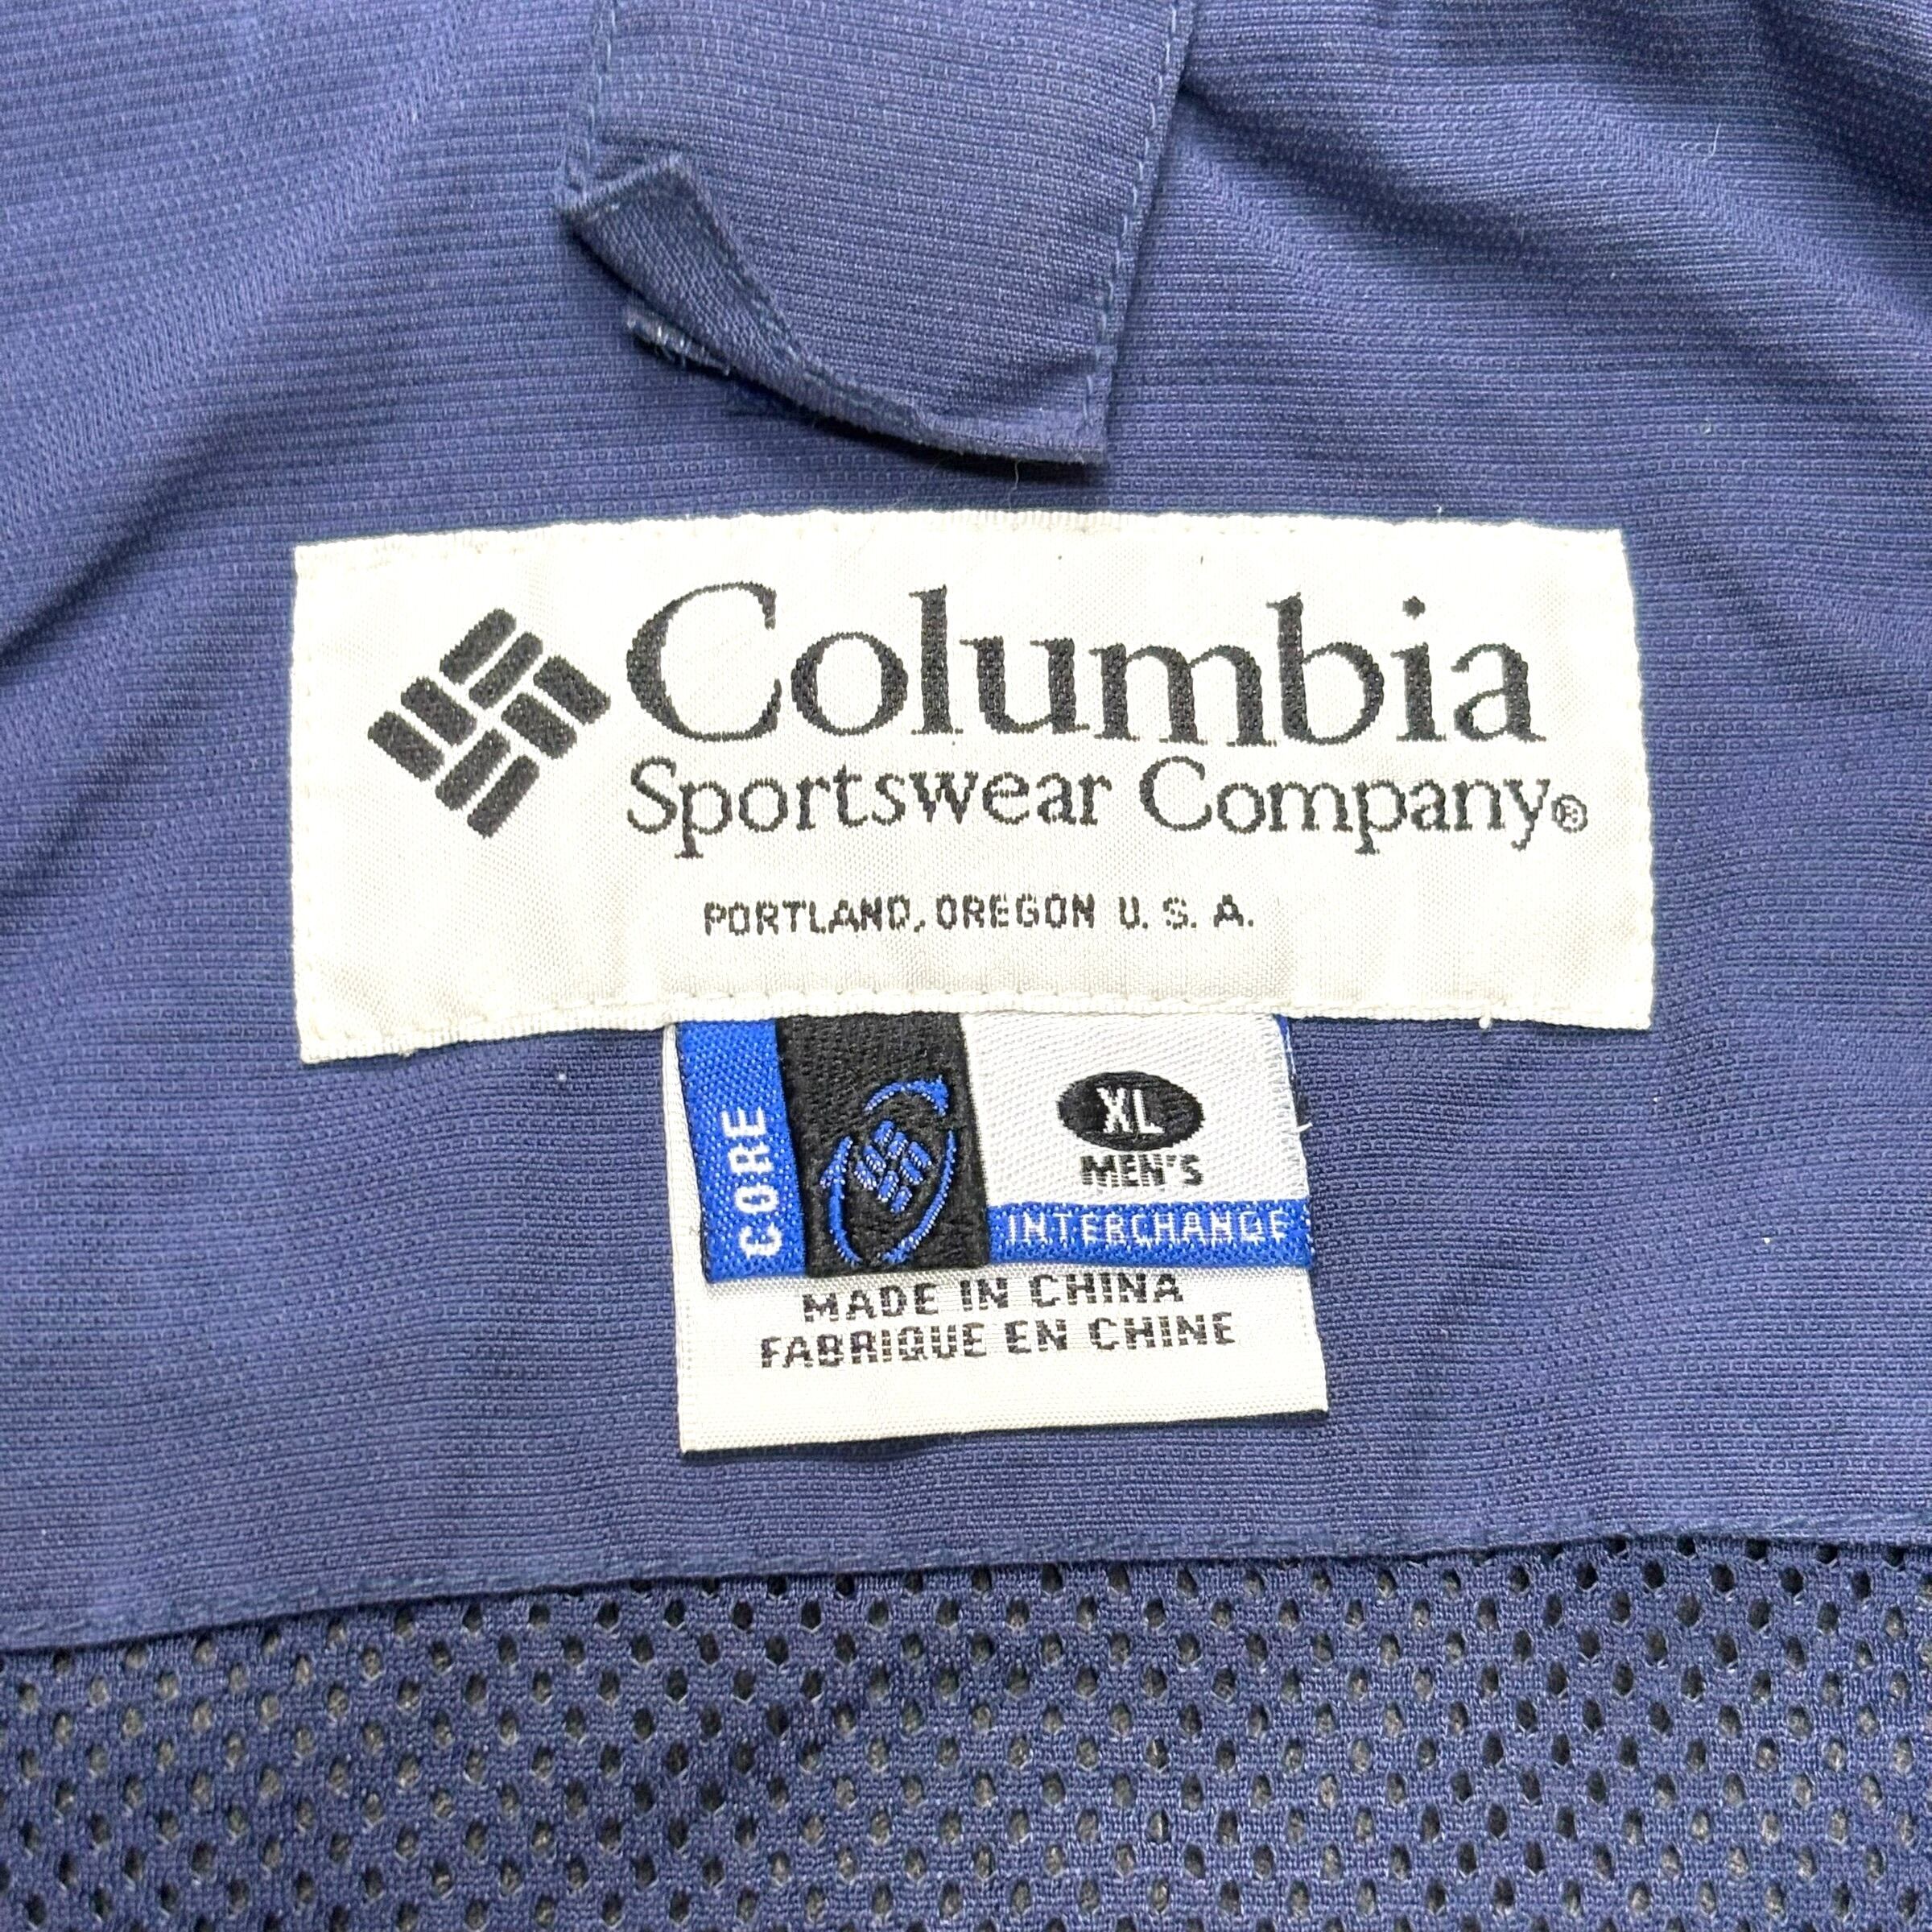 Columbia
Sportswear Company®
PORTLAND, OREGON U. S. A.
CORE
XL
MEN'S
INTERCHANGE
MADE IN CHINA
FABRIQUE EN CHINE